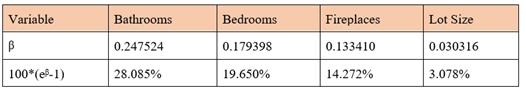 Variable Bathrooms Bedrooms Fireplaces Lot Size
β 0.247524 0.179398 0.133410 0.030316
100*(eᵝ-1) 28.085% 19.650% 14.272% 3.078%